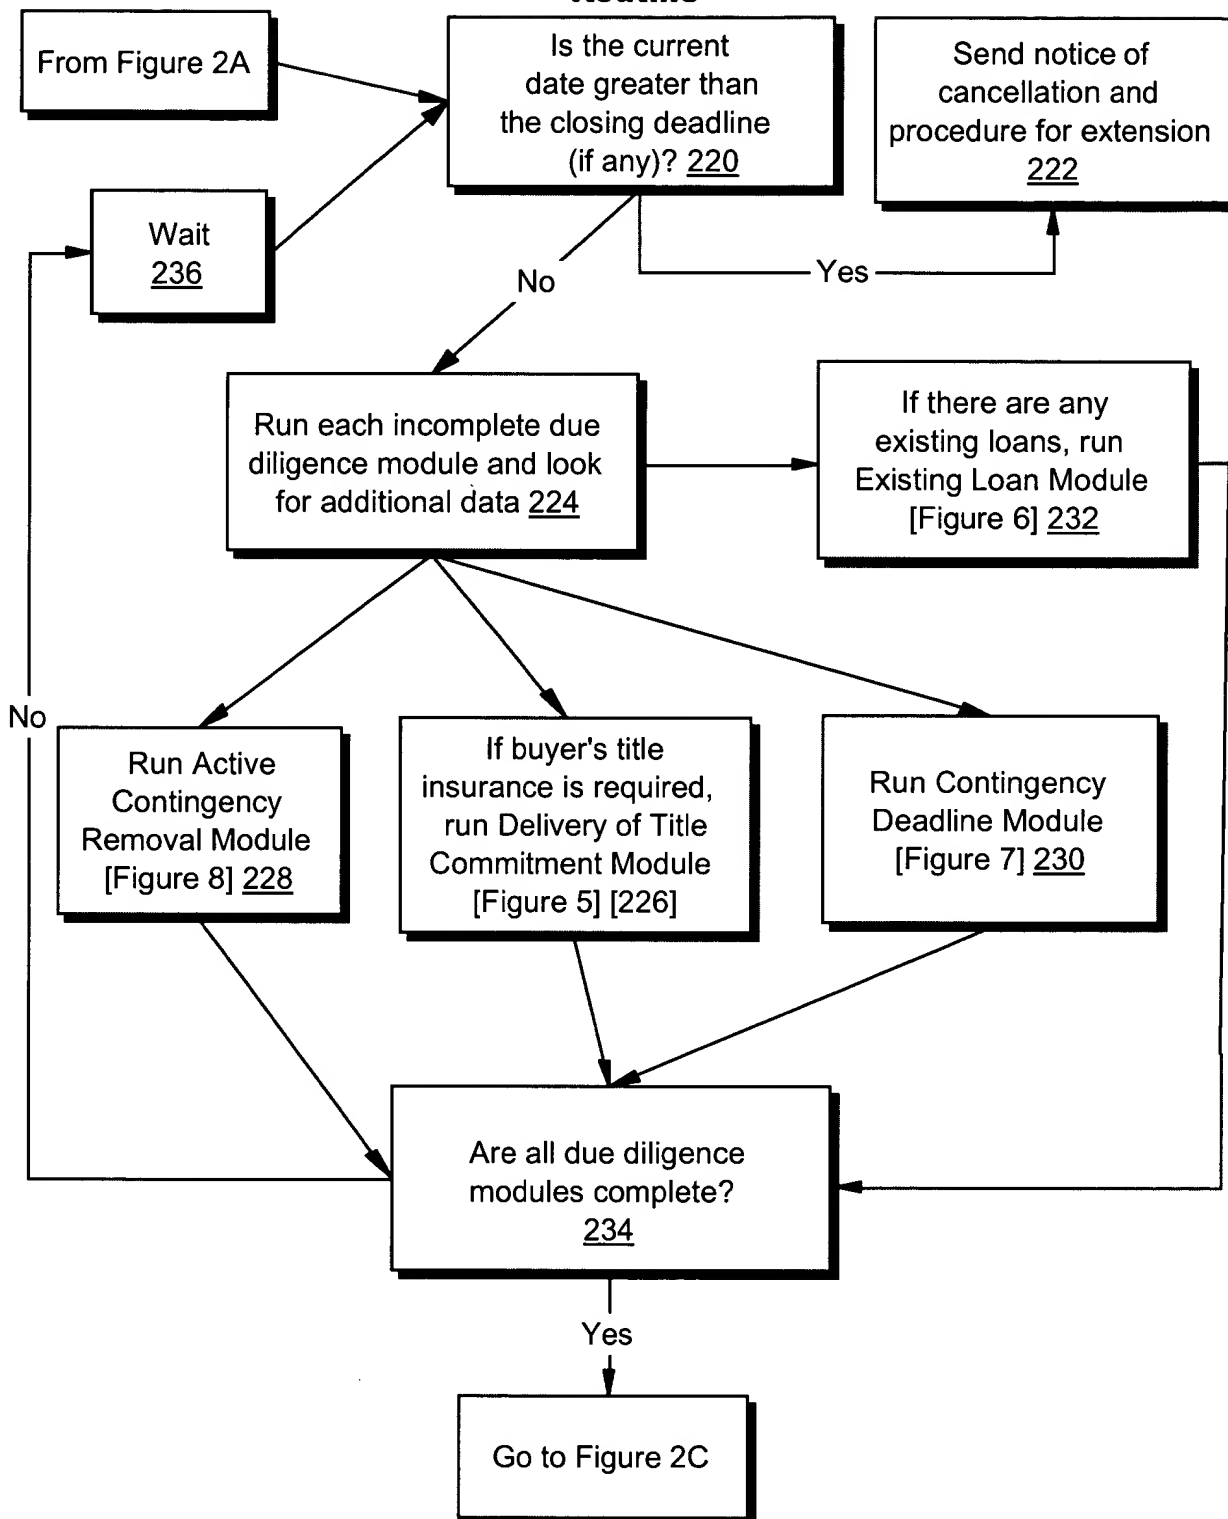 From Figure 2A
Is the current
date greater than
the closing deadline
(if any)? 220
Send notice of
cancellation and
procedure for extension
222
Wait
236
No
Yes
Run each incomplete due
diligence module and look
for additional data 224
If there are any
existing loans, run
Existing Loan Module
[Figure 6] 232
No
Run Active
Contingency
Removal Module
[Figure 8] 228
If buyer's title
insurance is required,
run Delivery of Title
Commitment Module
[Figure 5] [226]
Run Contingency
Deadline Module
[Figure 7] 230
Are all due diligence
modules complete?
234
Yes
Go to Figure 2C